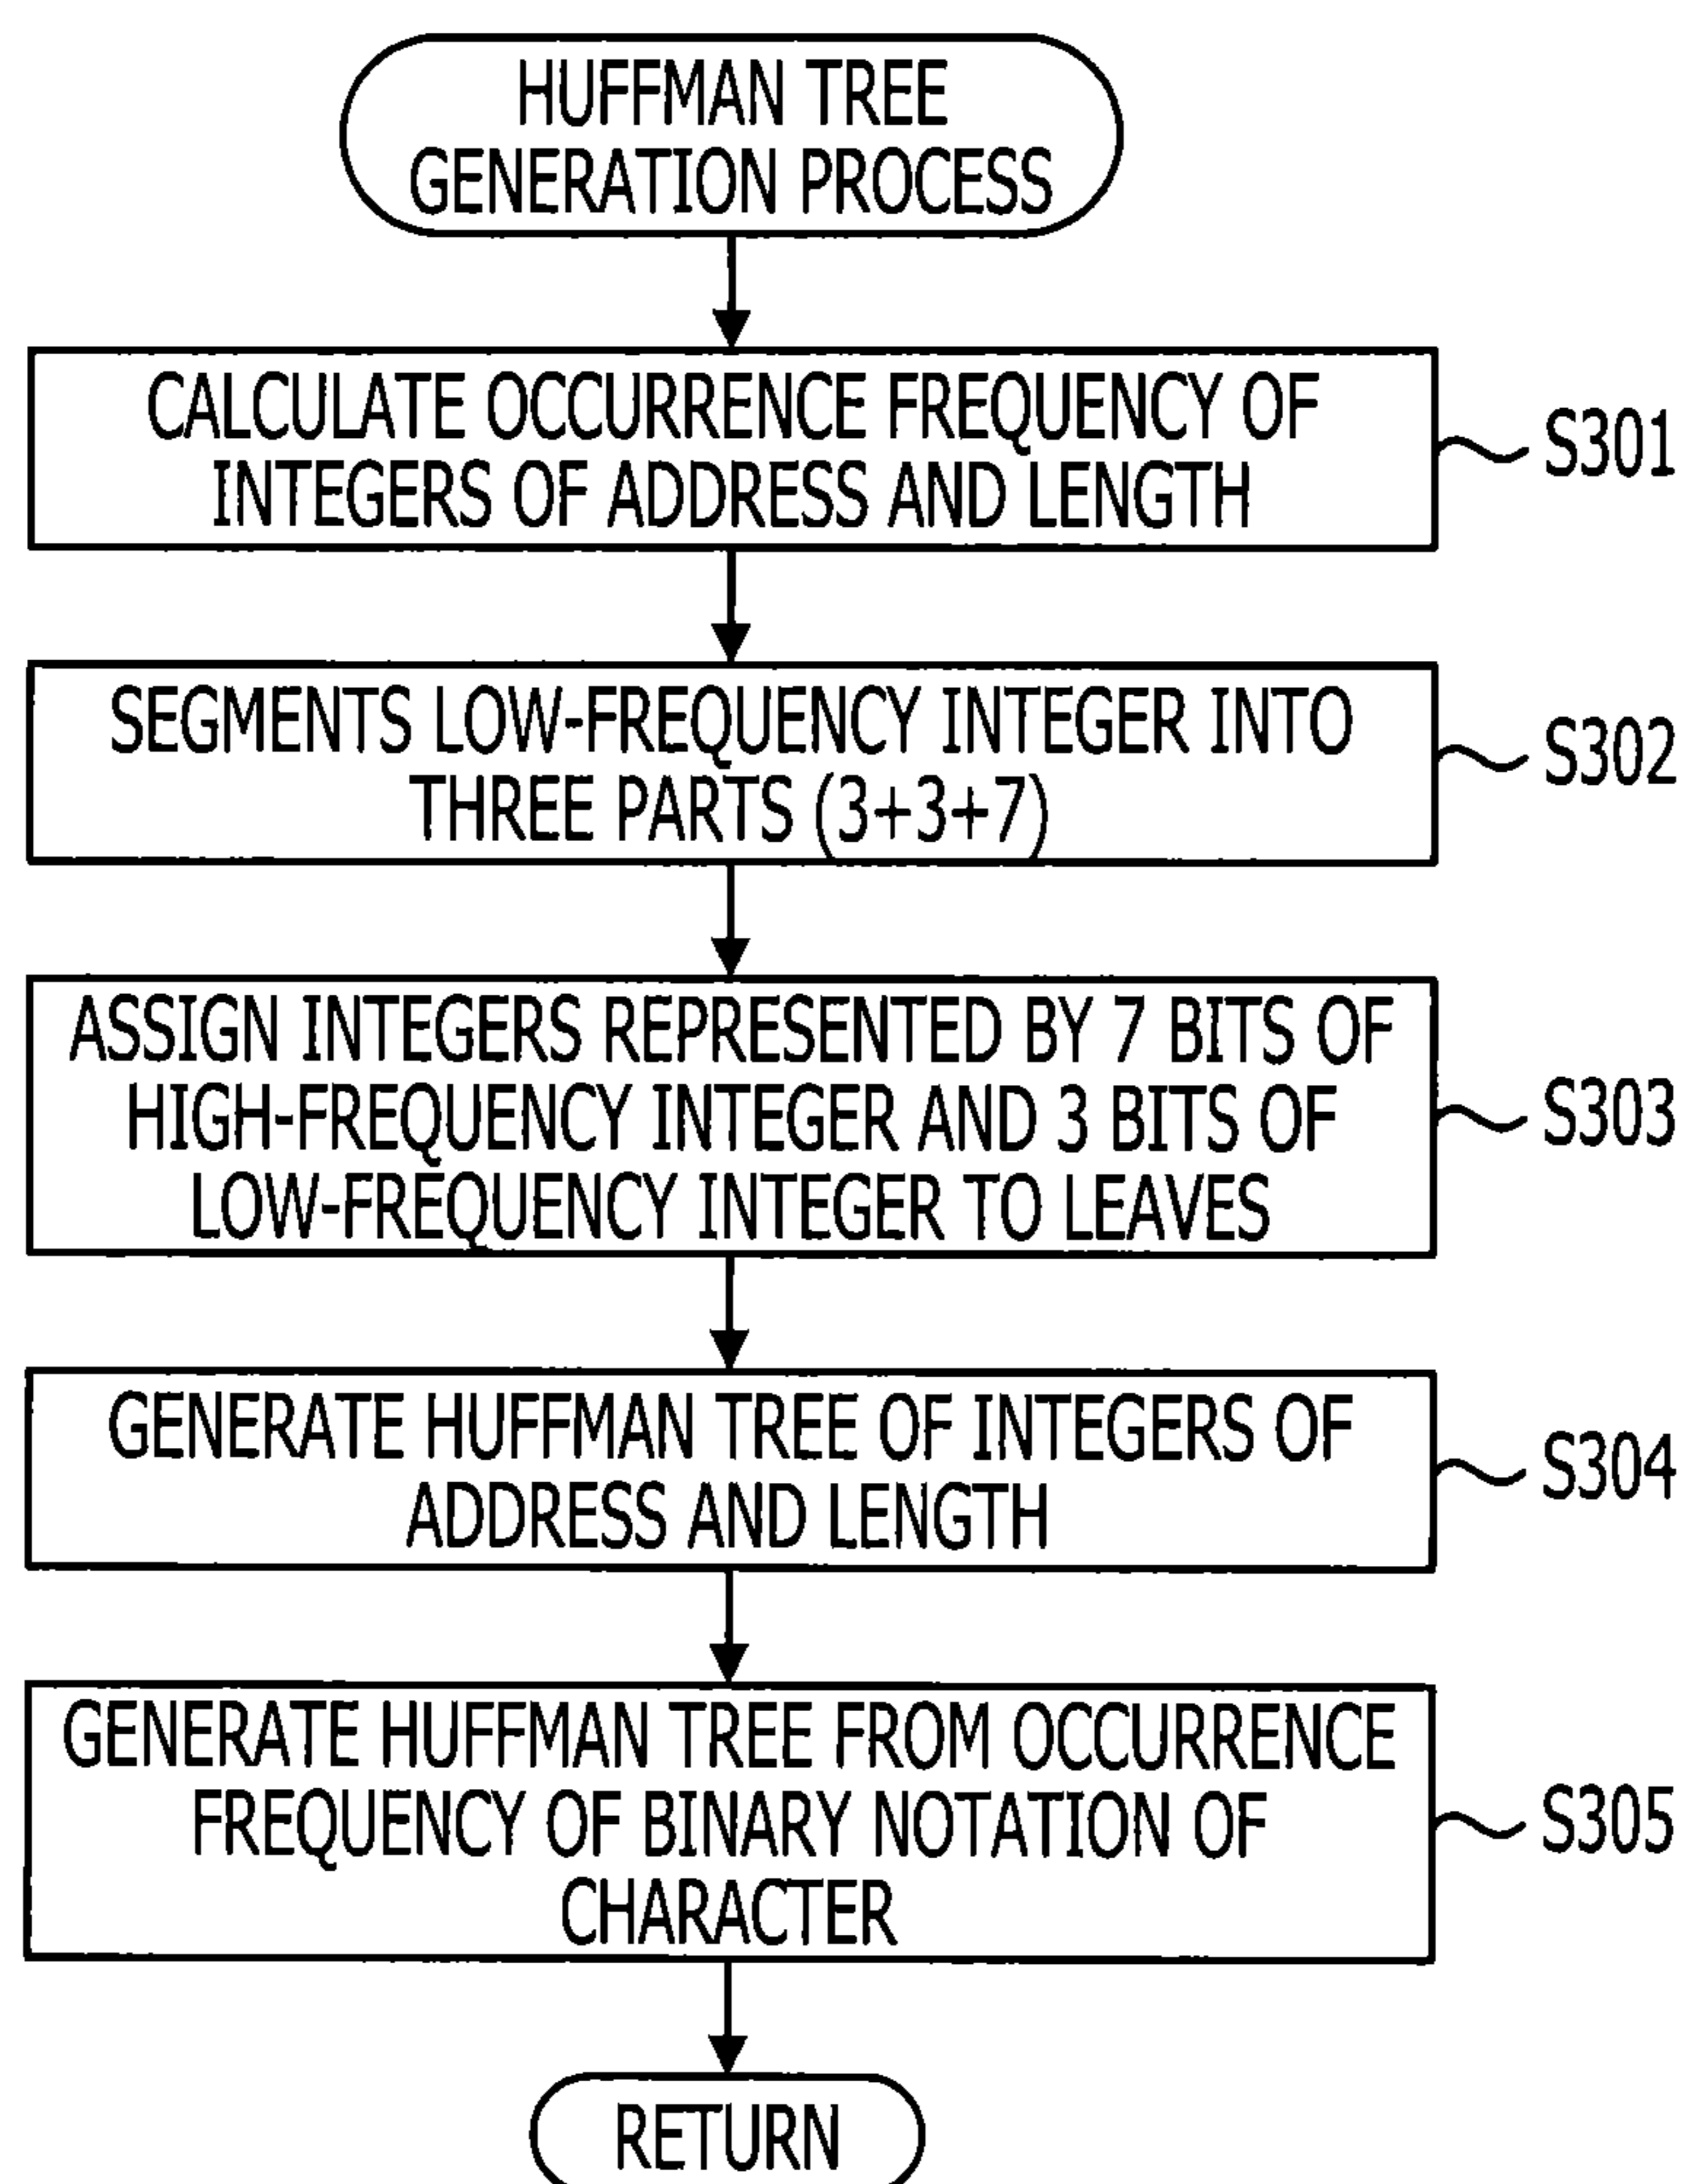 HUFFMAN TREE
GENERATION PROCESS
CALCULATE OCCURRENCE FREQUENCY OF
INTEGERS OF ADDRESS AND LENGTH
S301
SEGMENTS LOW-FREQUENCY INTEGER INTO
THREE PARTS (3+3+7)
S302
ASSIGN INTEGERS REPRESENTED BY 7 BITS OF
HIGH-FREQUENCY INTEGER AND 3 BITS OF
LOW-FREQUENCY INTEGER TO LEAVES
S303
GENERATE HUFFMAN TREE OF INTEGERS OF
ADDRESS AND LENGTH
S304
GENERATE HUFFMAN TREE FROM OCCURRENCE
FREQUENCY OF BINARY NOTATION OF
CHARACTER
S305
RETURN